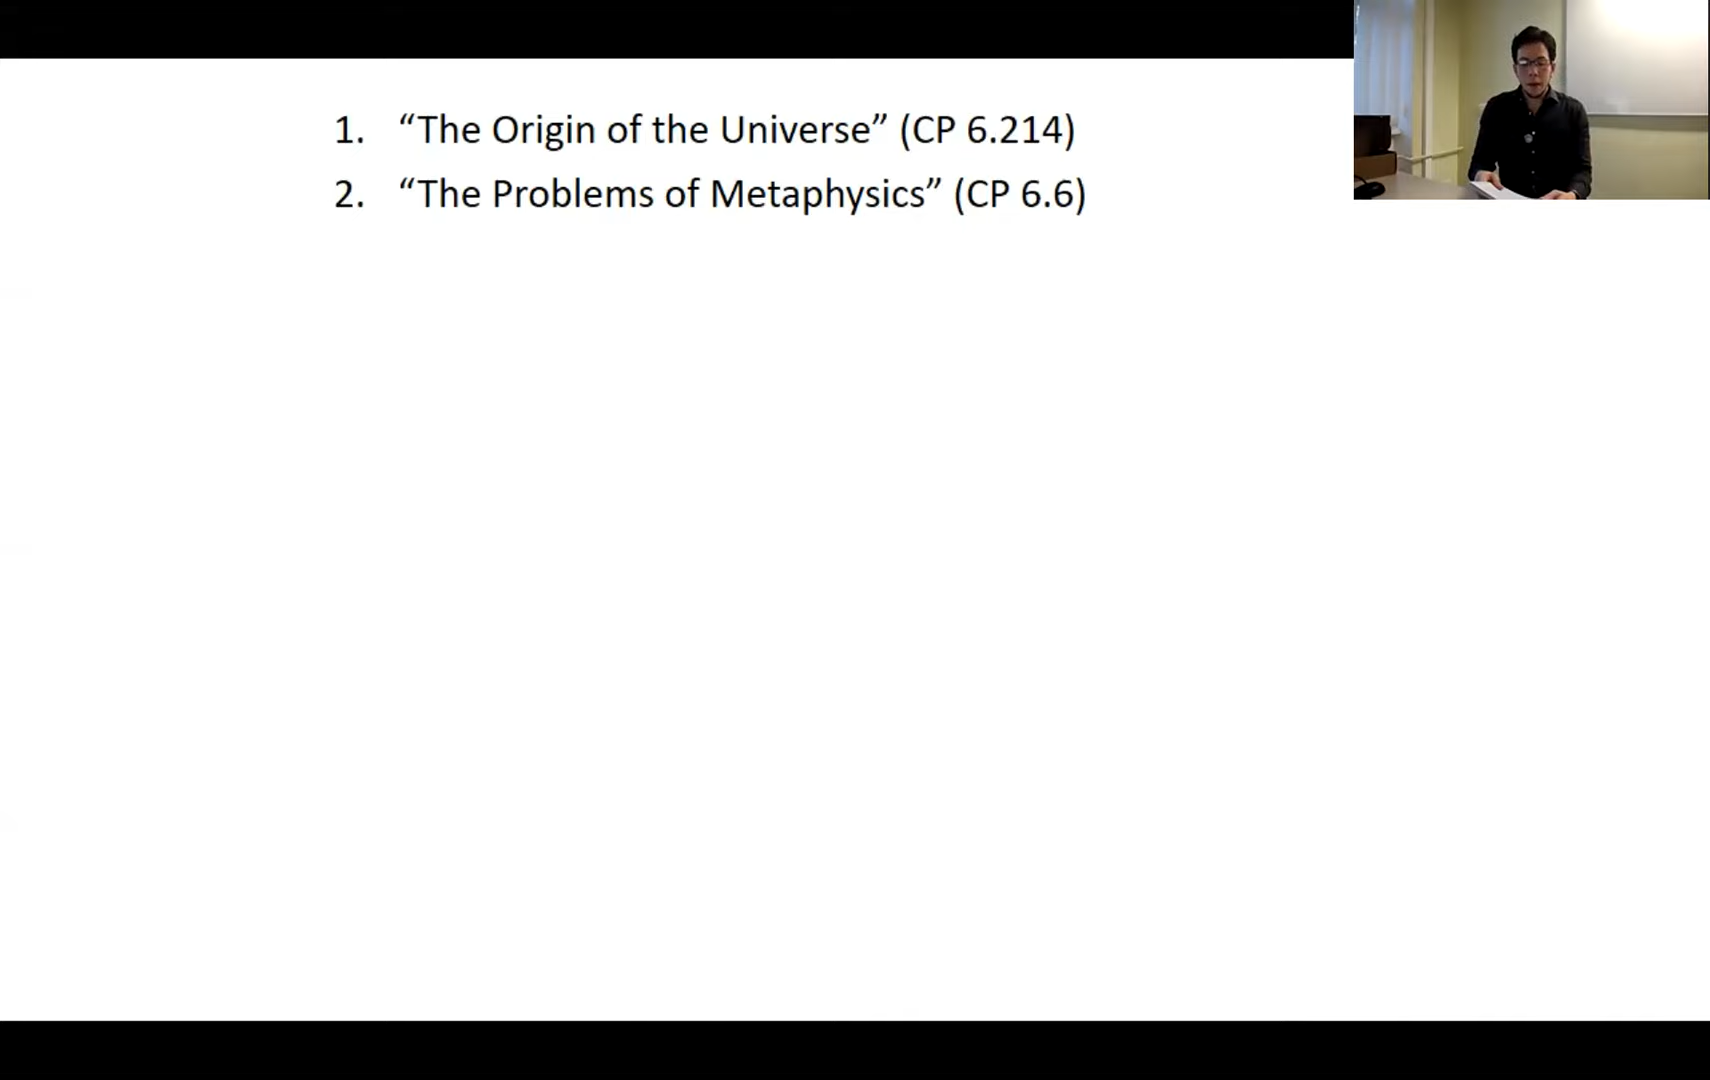 1. “The Origin of the Universe” (CP 6.214)
2. “The Problems of Metaphysics” (CP 6.6)